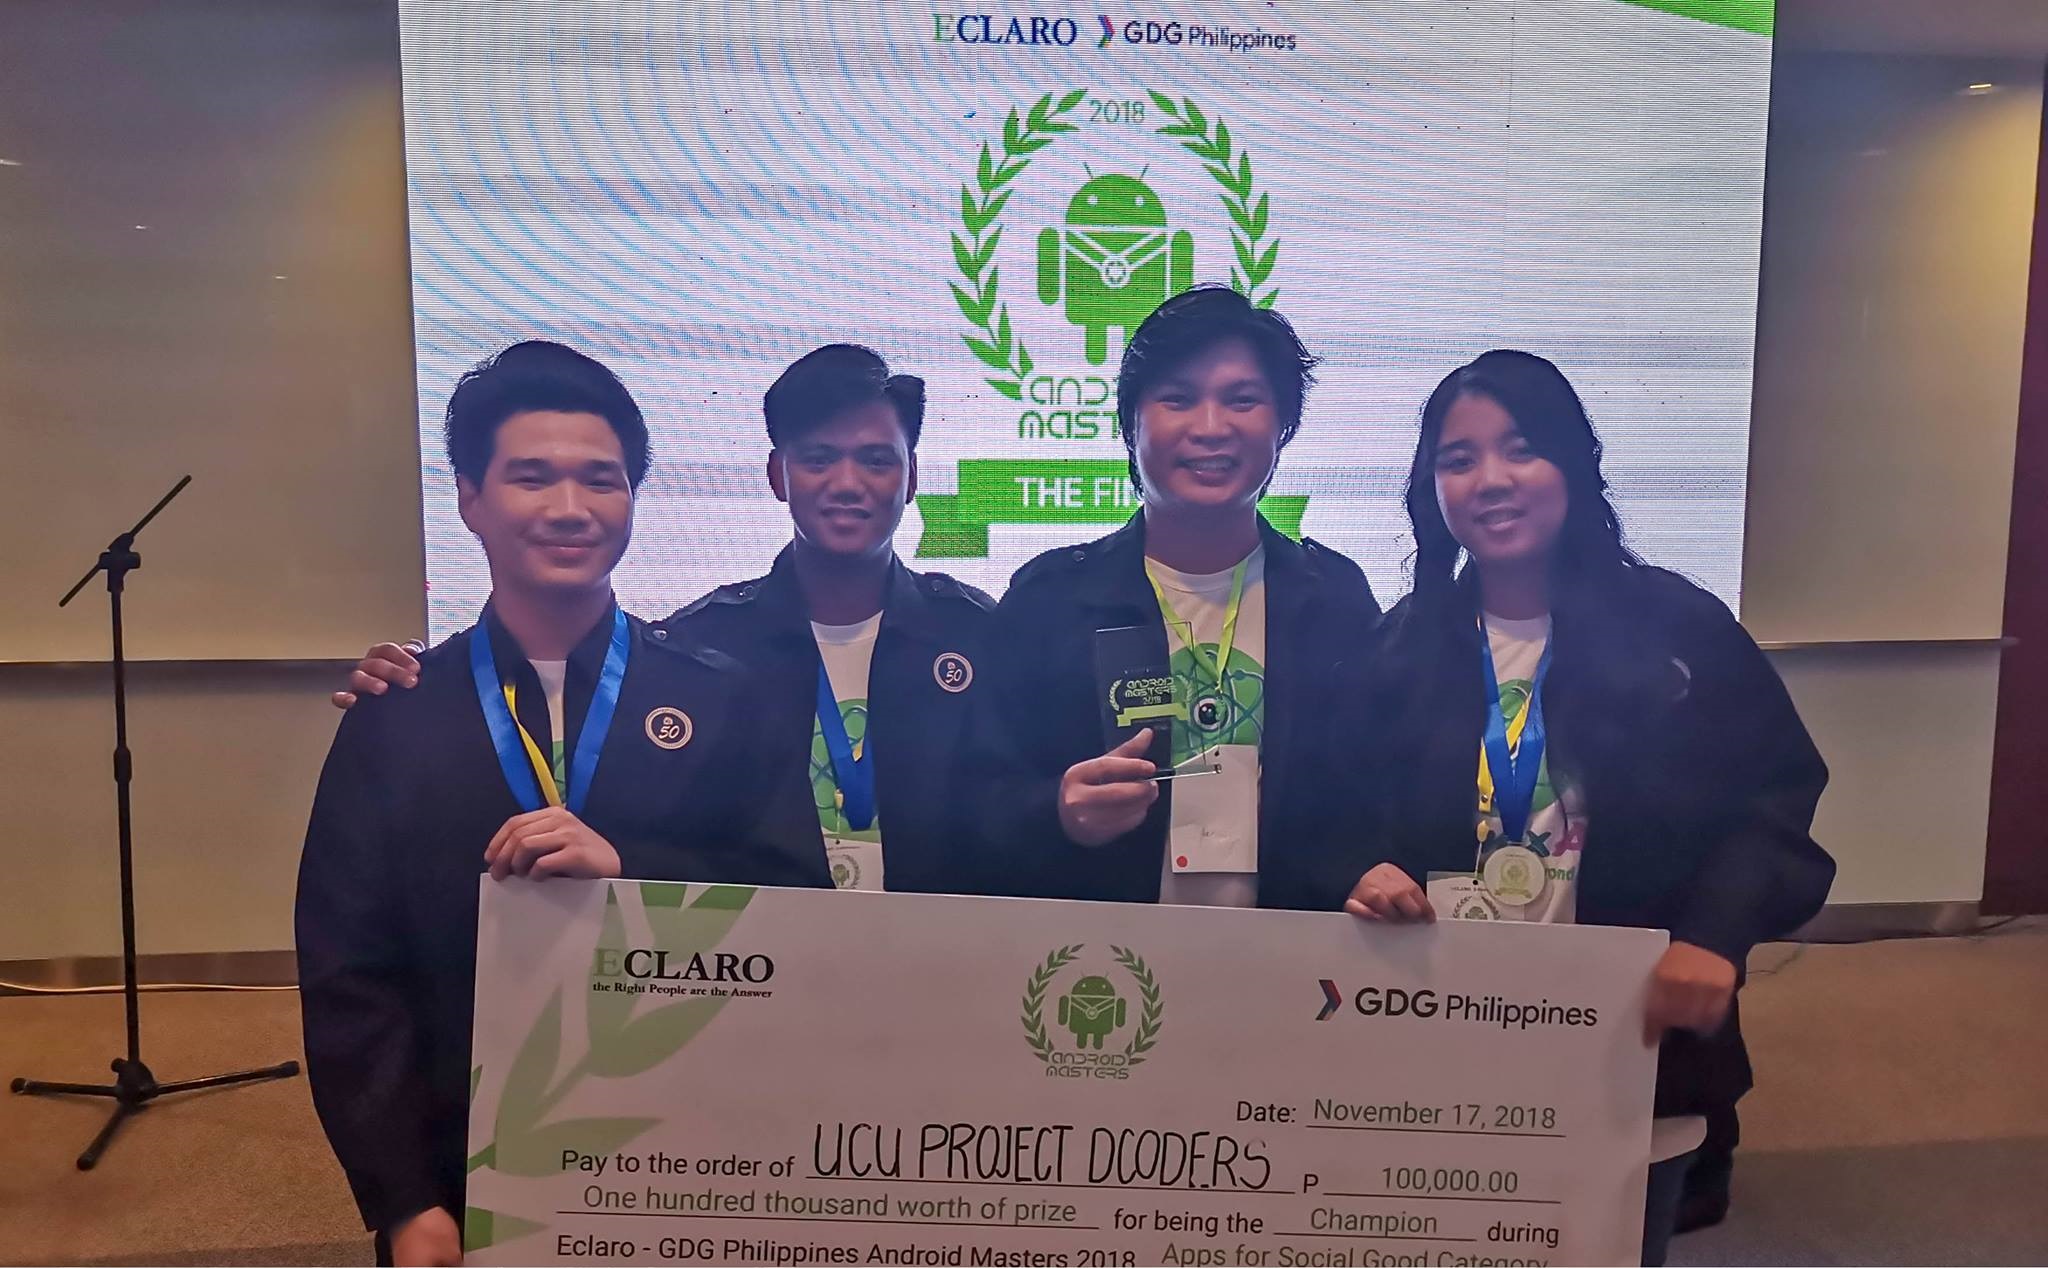 ECLARO GDG Philippines
2018
THE
50
50
ANDROID
MASTERS
2018
ECLARO
the Right People are the Answer
GDG Philippines
ANDROID
MASTERS
Date: November 17, 2018
Pay to the order of UCU PROJECT DCODERS P 100,000.00
One hundred thousand worth of prize for being the Champion during
Eclaro - GDG Philippines Android Masters 2018 Apps for Social Good Category